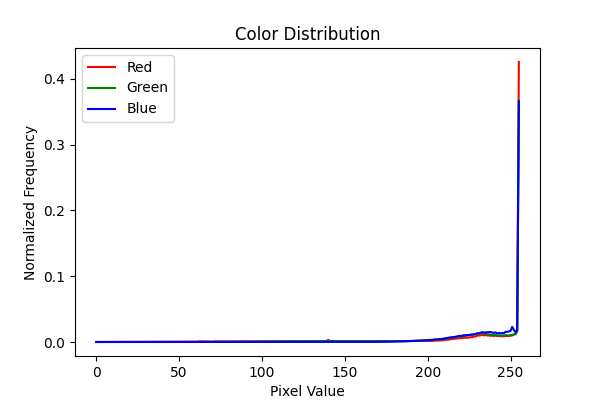 Color Distribution
Red
Green
Blue
Normalized Frequency
0.4
0.3
0.2
0.1
0.0
0 50 100 150 200 250
Pixel Value